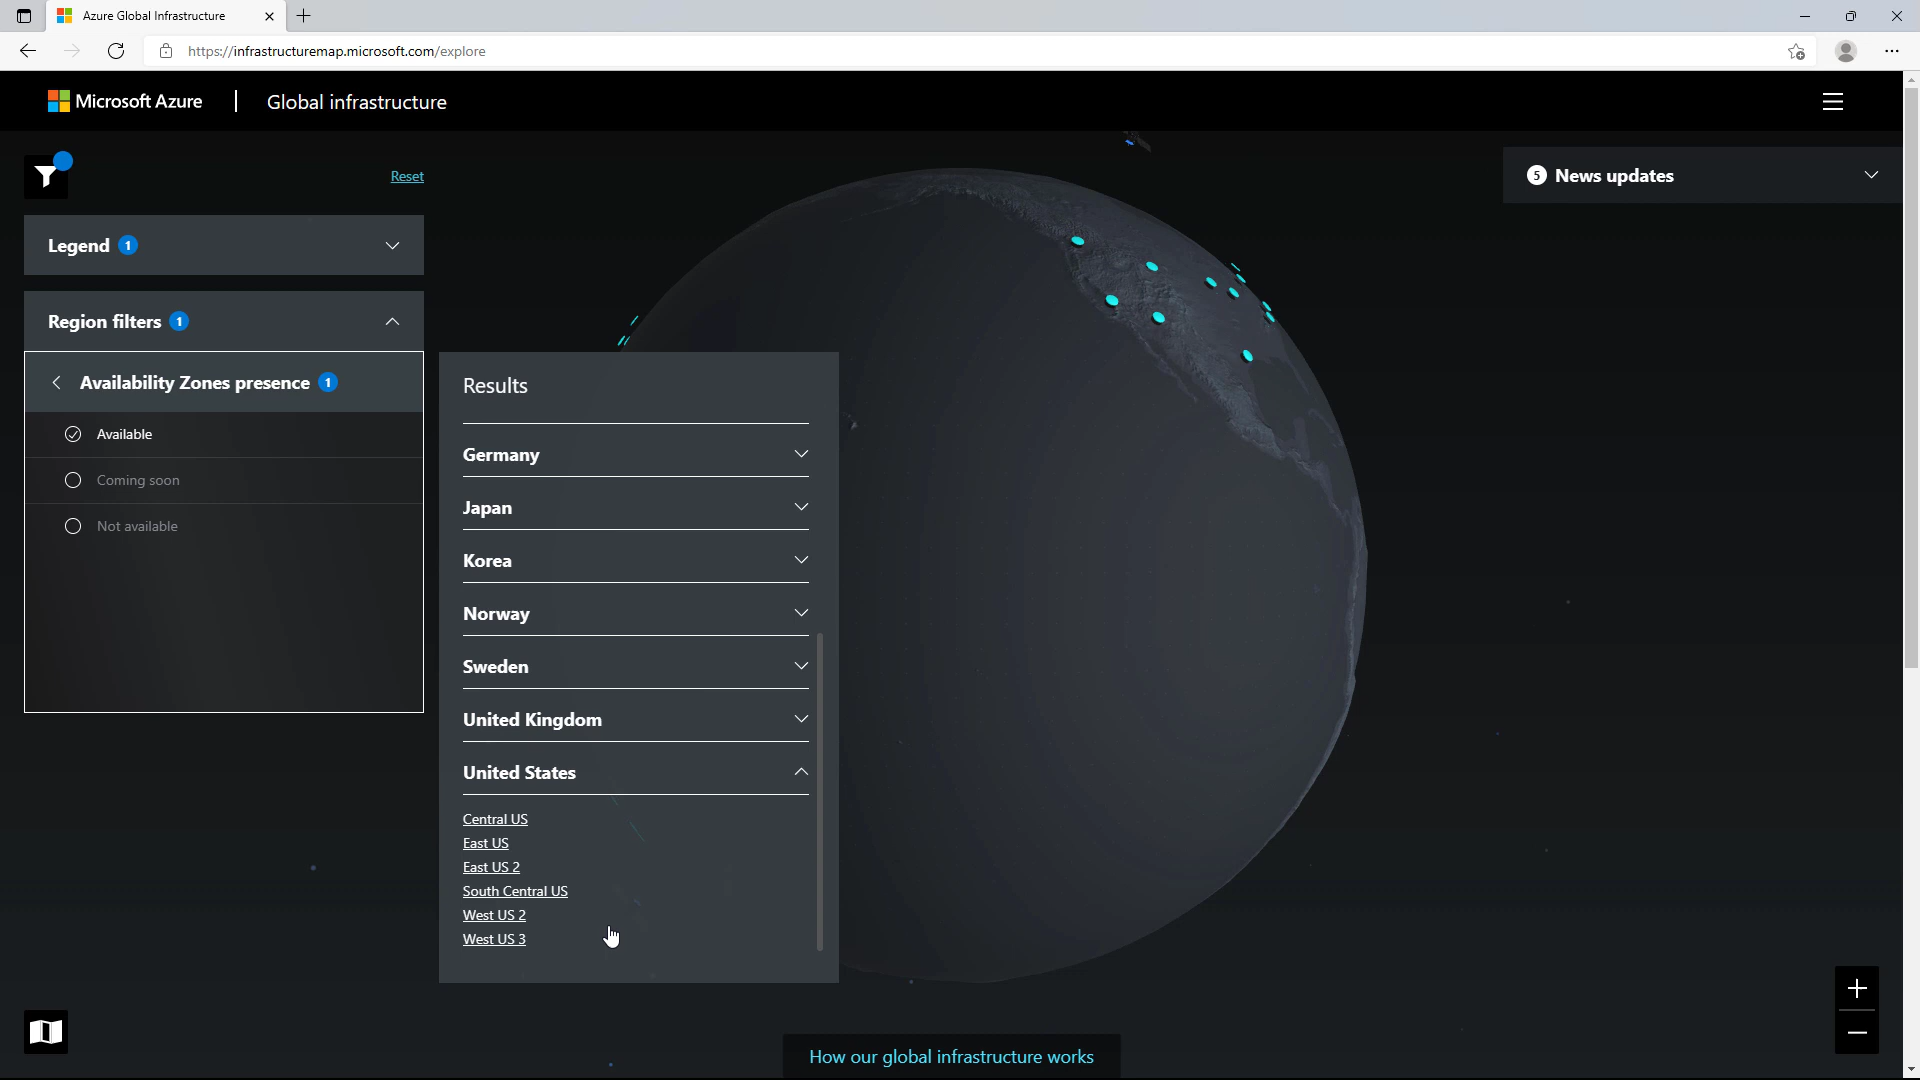 Azure Global Infrastructure
https://infrastructuremap.microsoft.com/explore
Microsoft Azure | Global infrastructure
Reset
5 News updates
Legend 1
Region filters 1
Availability Zones presence 1
Available
Coming soon
Not available
Results
Germany
Japan
Korea
Norway
Sweden
United Kingdom
United States
Central US
East US
East US 2
South Central US
West US 2
West US 3
How our global infrastructure works